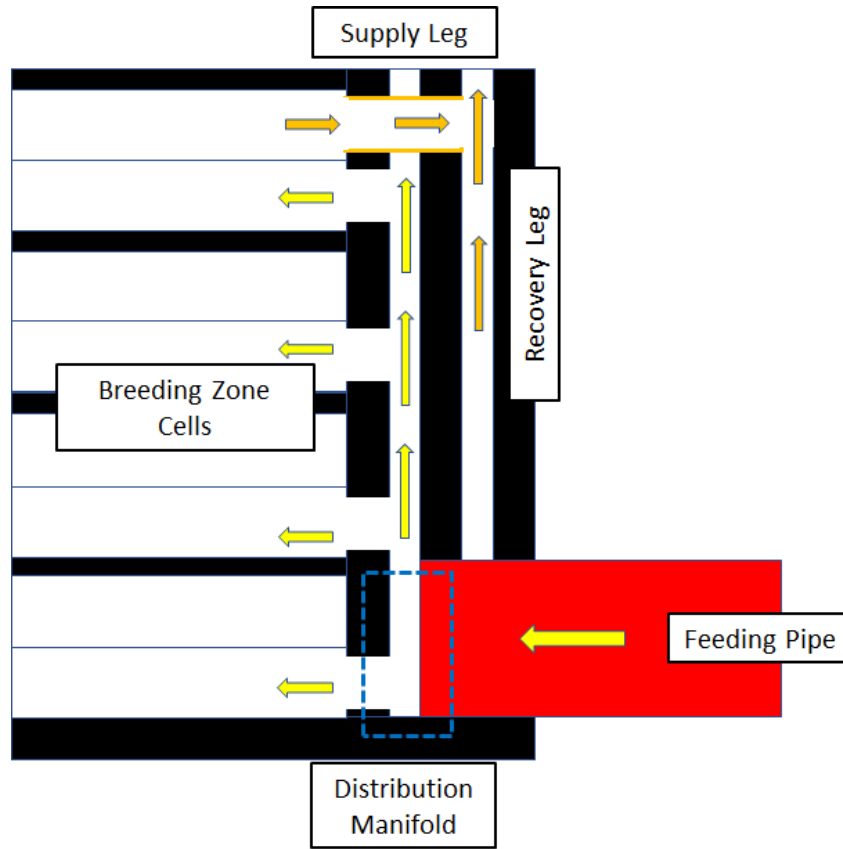 Supply Leg
Recovery Leg
Breeding Zone
Cells
Feeding Pipe
Distribution
Manifold